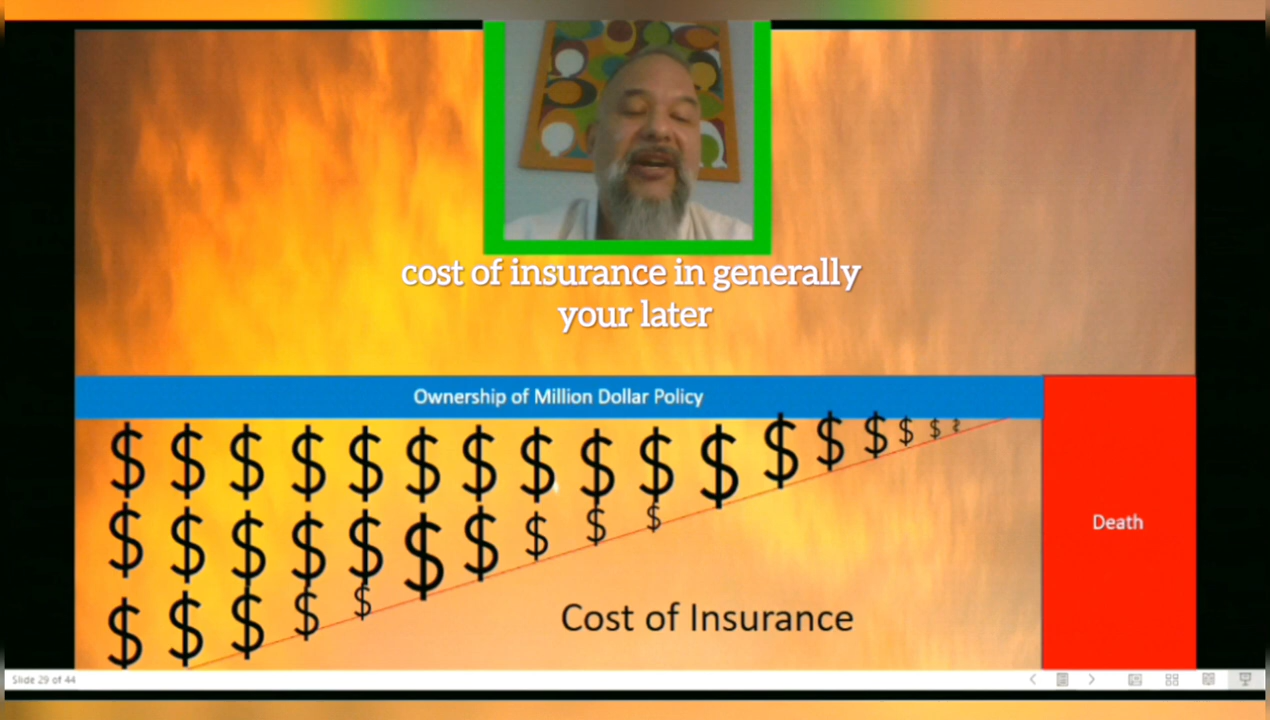 cost of insurance in generally
your later
Ownership of Million Dollar Policy
$ $ $ $ $ $ $ $ $ $ $ $ $ $ $ $ $
$ $ $ $ $ $ $ $ $ $
$ $ $ $ $
Death
Cost of Insurance
Slide 29 of 44